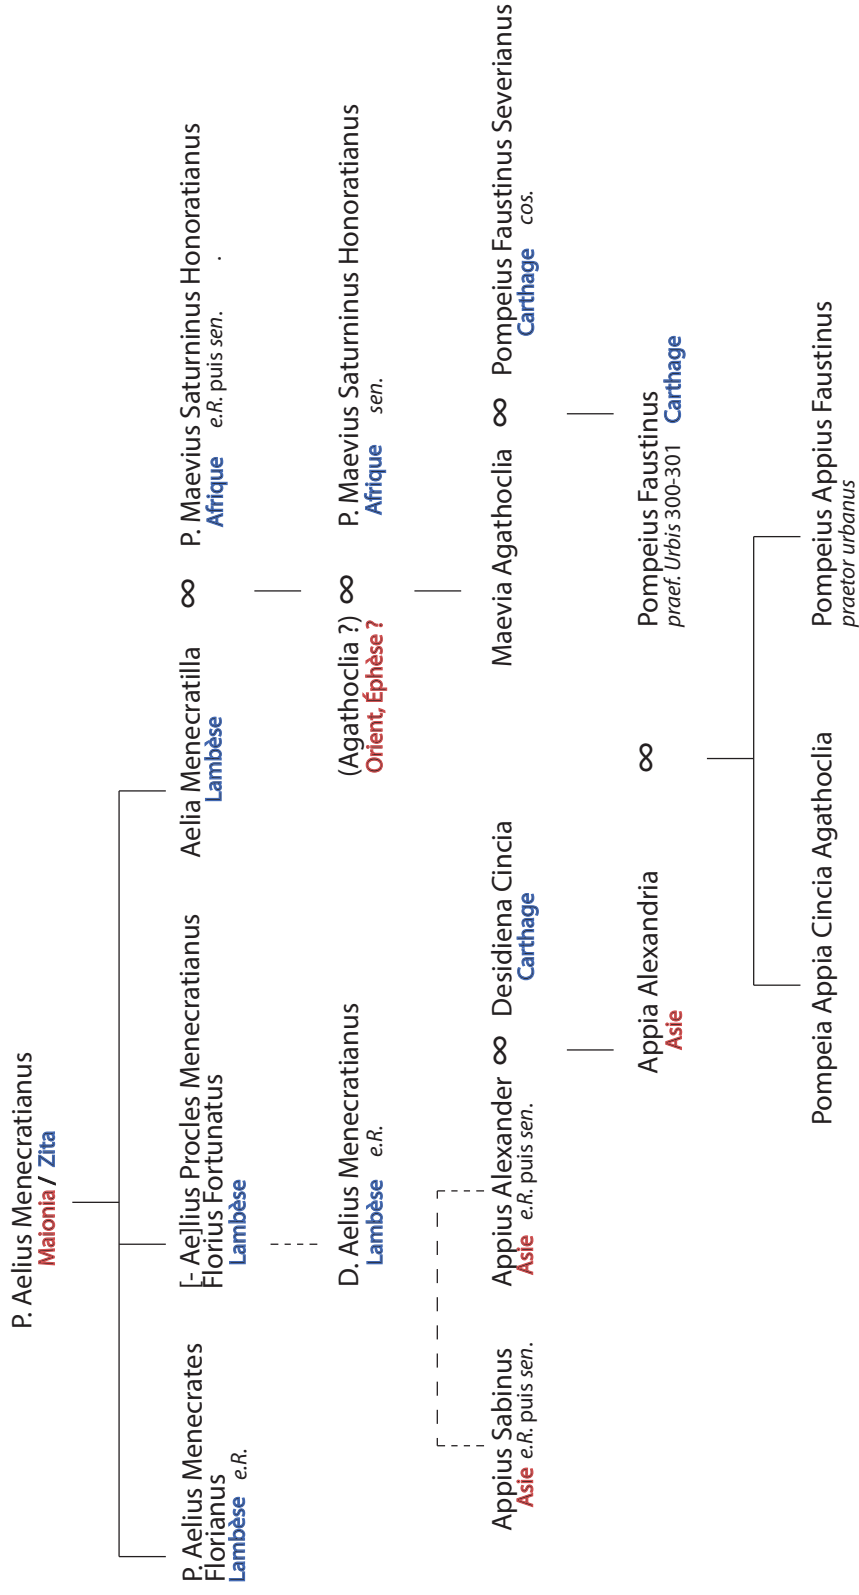 P. Aelius Menecratianus
Maionia / Zita
P. Aelius Menecrates
Florianus
Lambèse e.R.
[- Ae]lius Procles Menecratianus
Florius Fortunatus
Lambèse
Aelia Menecratilla
Lambèse
∞
P. Maevius Saturninus Honoratianus
Afrique e.R. puis sen.
.
D. Aelius Menecratianus
Lambèse e.R.
(Agathoclia ?)
Orient, Éphèse ?
∞
P. Maevius Saturninus Honoratianus
Afrique sen.
Appius Sabinus
Asie e.R. puis sen.
Appius Alexander
Asie e.R. puis sen.
∞
Desidiena Cincia
Carthage
Maevia Agathoclia
∞
Pompeius Faustinus Severianus
Carthage cos.
Appia Alexandria
Asie
∞
Pompeius Faustinus
praef. Urbis 300-301 Carthage
Pompeia Appia Cincia Agathoclia
Pompeius Appius Faustinus
praetor urbanus